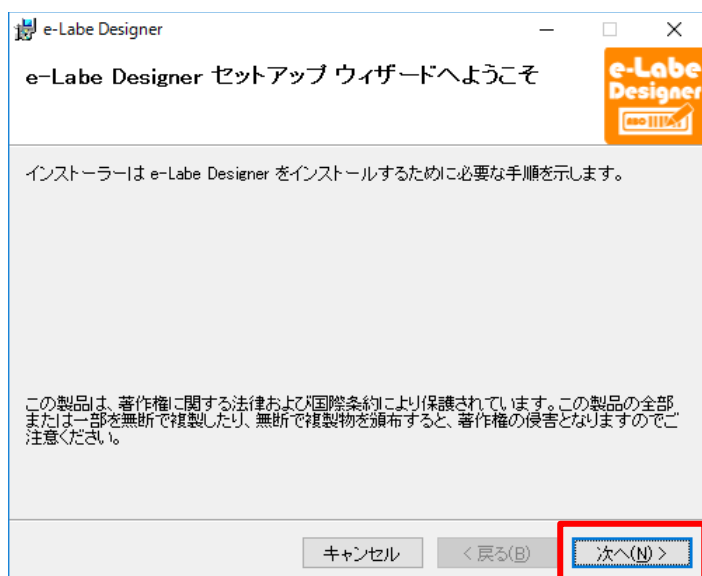 e-Labe Designer
e-Labe Designer セットアップ ウィザードへようこそ
e-Labe
Designer
ABC
インストーラーは e-Labe Designer をインストールするために必要な手順を示します。
この製品は、著作権に関する法律および国際条約により保護されています。この製品の全部
または一部を無断で複製したり、無断で複製物を頒布すると、著作権の侵害となりますのでご
注意ください。
キャンセル
< 戻る(B)
次へ(N) >